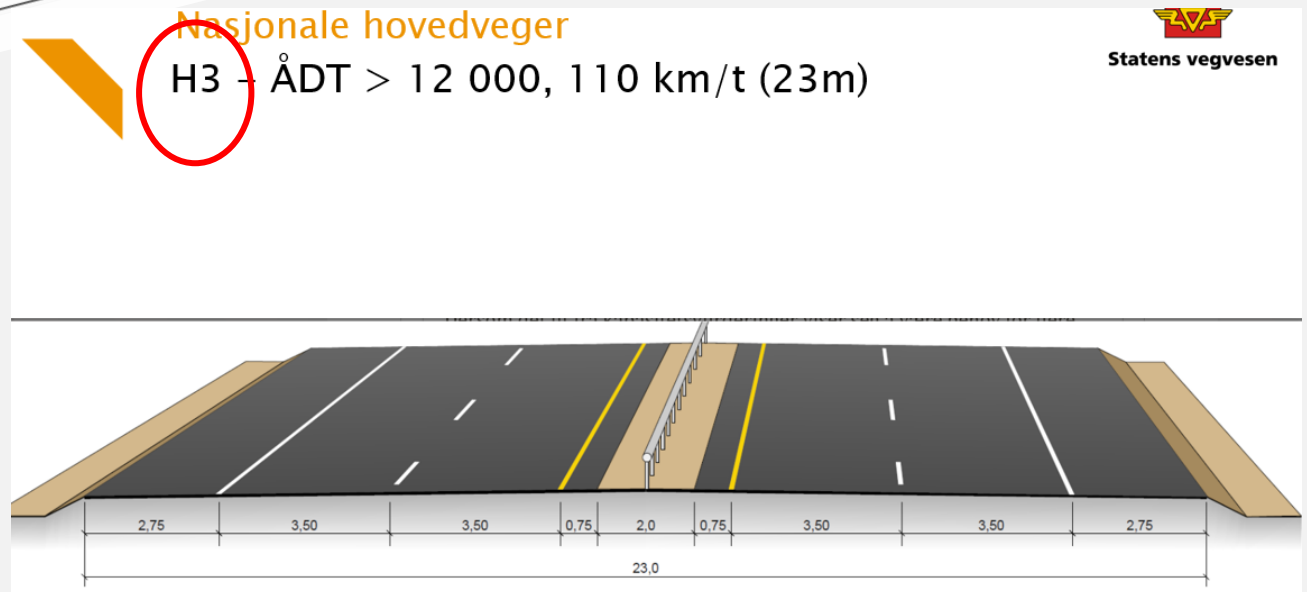 Nasjonale hovedveger
H3 – ÅDT > 12 000, 110 km/t (23m)
Statens vegvesen
2,75 3,50 3,50 0,75 2,0 0,75 3,50 3,50 2,75
23,0